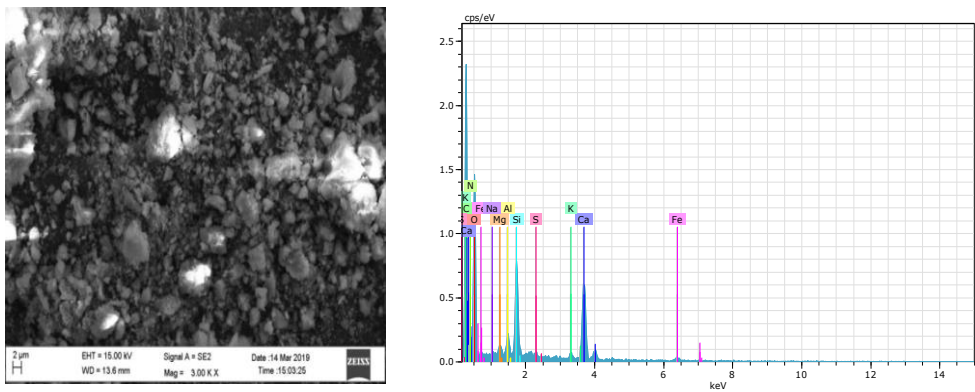 2 µm
EHT = 15.00 kV
WD = 13.6 mm
Signal A = SE2
Mag = 3.00 K X
Date :14 Mar 2019
Time :15:03:25
ZEISS
cps/eV
2.5
2.0
1.5
1.0
0.5
0.0
N
K
C
Ca
O
Fe
Na
Mg
Al
Si
S
K
Ca
Fe
2 4 6 8 10 12 14
keV